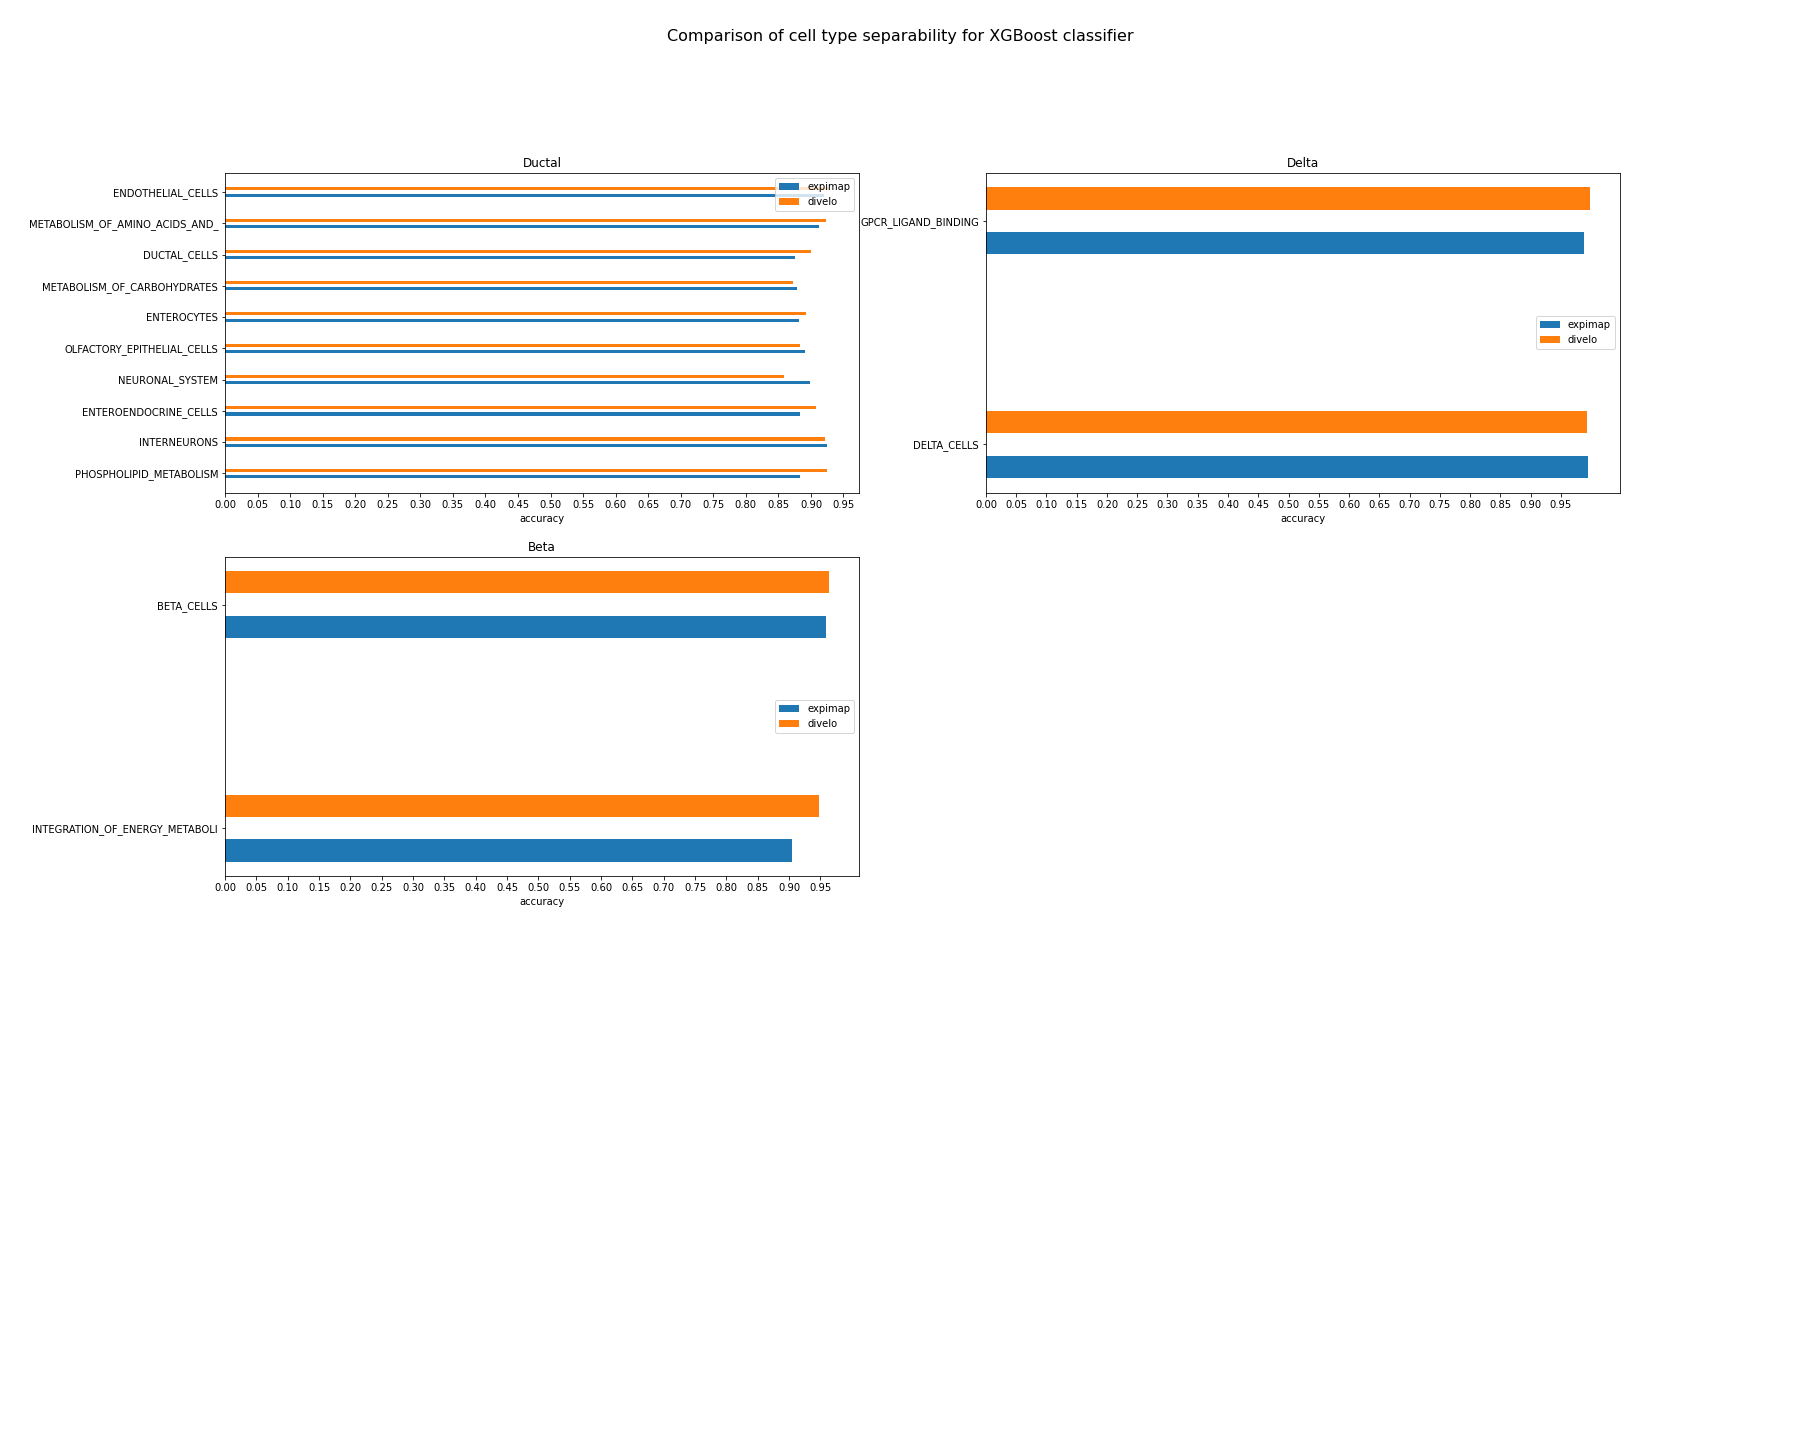 Comparison of cell type separability for XGBoost classifier
Ductal
ENDOTHELIAL_CELLS
METABOLISM_OF_AMINO_ACIDS_AND_
DUCTAL_CELLS
METABOLISM_OF_CARBOHYDRATES
ENTEROCYTES
OLFACTORY_EPITHELIAL_CELLS
NEURONAL_SYSTEM
ENTEROENDOCRINE_CELLS
INTERNEURONS
PHOSPHOLIPID_METABOLISM
expimap
divelo
0.00 0.05 0.10 0.15 0.20 0.25 0.30 0.35 0.40 0.45 0.50 0.55 0.60 0.65 0.70 0.75 0.80 0.85 0.90 0.95
accuracy
Delta
GPCR_LIGAND_BINDING
DELTA_CELLS
expimap
divelo
0.00 0.05 0.10 0.15 0.20 0.25 0.30 0.35 0.40 0.45 0.50 0.55 0.60 0.65 0.70 0.75 0.80 0.85 0.90 0.95
accuracy
Beta
BETA_CELLS
INTEGRATION_OF_ENERGY_METABOLI
expimap
divelo
0.00 0.05 0.10 0.15 0.20 0.25 0.30 0.35 0.40 0.45 0.50 0.55 0.60 0.65 0.70 0.75 0.80 0.85 0.90 0.95
accuracy